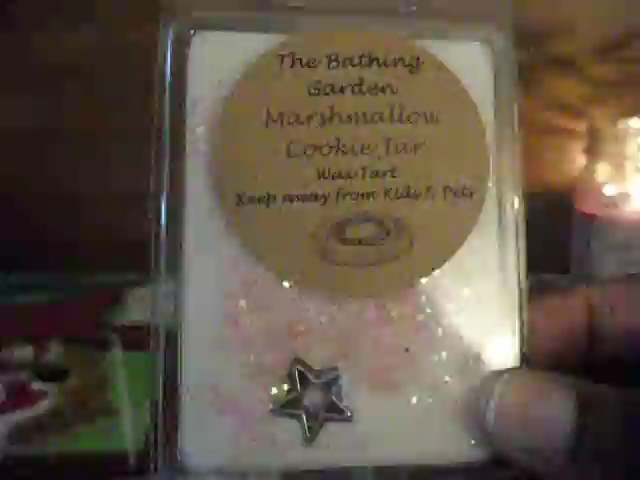 The Bathing
Garden
Marshmallow
Cookie Jar
Wax Tart
Keep away from Kids & Pets